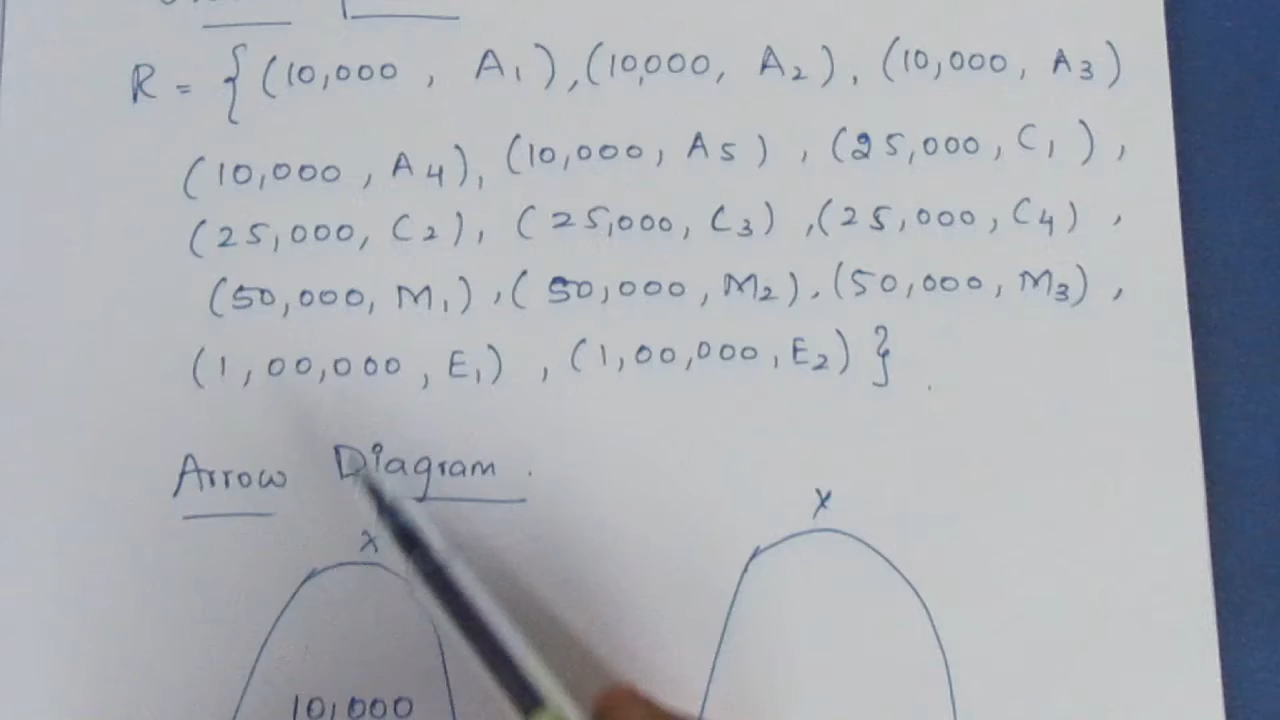 R = { (10,000 , A1), (10,000, A2), (10,000, A3)
(10,000 , A4), (10,000, A5) , (25,000, C1) ,
(25,000, C2), (25,000, C3) , (25,000, C4) ,
(50,000, M1) , (50,000, M2), (50,000, M3) ,
(1,00,000 , E1) , (1,00,000, E2) } .
Arrow Diagram .
X
X
10,000